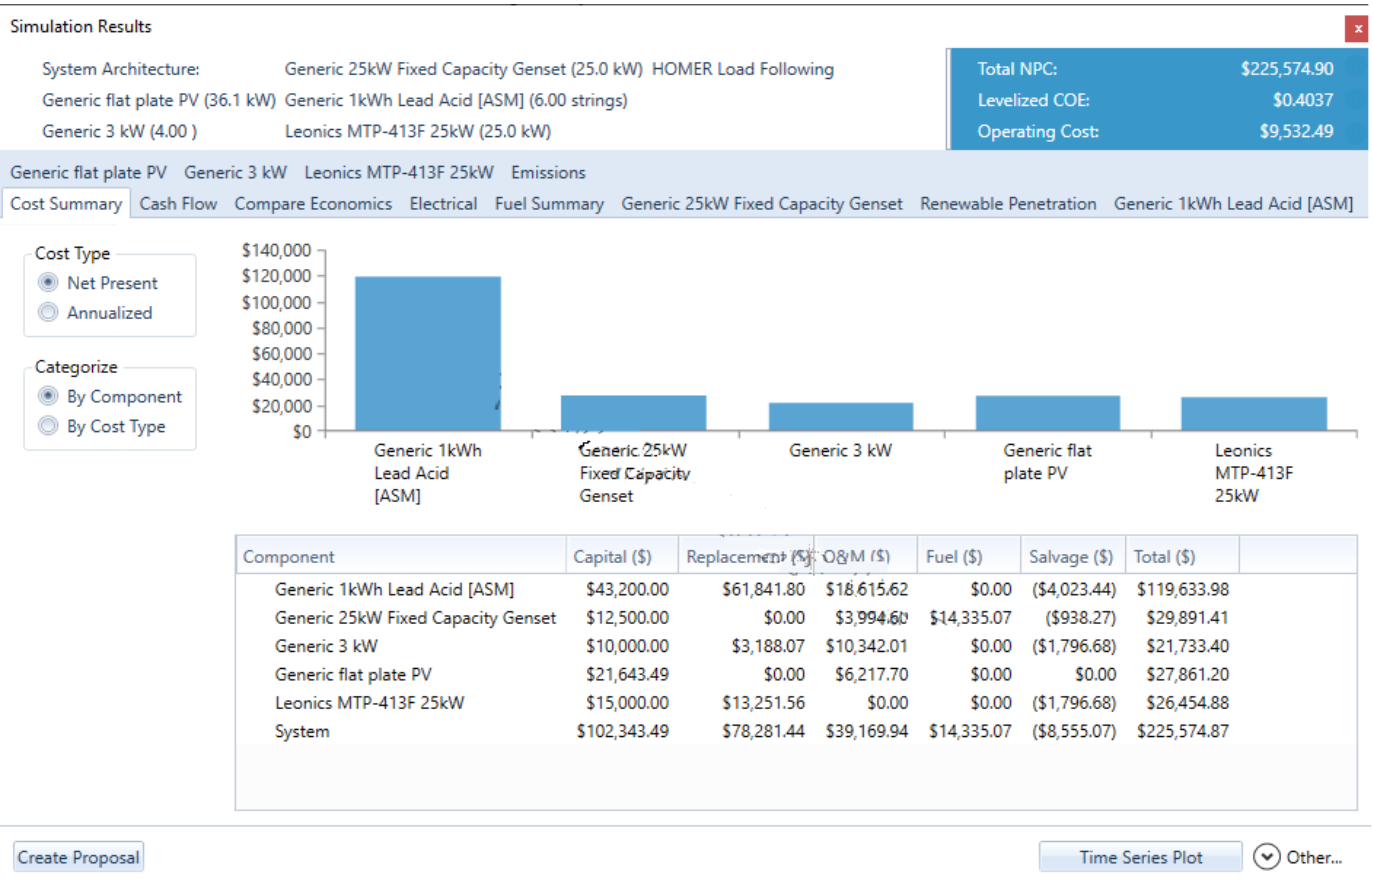 Simulation Results
x
System Architecture: Generic 25kW Fixed Capacity Genset (25.0 kW) HOMER Load Following
Generic flat plate PV (36.1 kW) Generic 1kWh Lead Acid [ASM] (6.00 strings)
Generic 3 kW (4.00 ) Leonics MTP-413F 25kW (25.0 kW)
Total NPC: $225,574.90
Levelized COE: $0.4037
Operating Cost: $9,532.49
Generic flat plate PV Generic 3 kW Leonics MTP-413F 25kW Emissions
Cost Summary Cash Flow Compare Economics Electrical Fuel Summary Generic 25kW Fixed Capacity Genset Renewable Penetration Generic 1kWh Lead Acid [ASM]
Cost Type
Net Present
Annualized
Categorize
By Component
By Cost Type
$140,000
$120,000
$100,000
$80,000
$60,000
$40,000
$20,000
$0
Generic 1kWh
Lead Acid
[ASM]
Generic 25kW
Fixed Capacity
Genset
Generic 3 kW
Generic flat
plate PV
Leonics
MTP-413F
25kW
Component Capital ($) Replacement ($) O&M ($) Fuel ($) Salvage ($) Total ($)
Generic 1kWh Lead Acid [ASM] $43,200.00 $61,841.80 $18,615.62 $0.00 ($4,023.44) $119,633.98
Generic 25kW Fixed Capacity Genset $12,500.00 $0.00 $3,994.60 $14,335.07 ($938.27) $29,891.41
Generic 3 kW $10,000.00 $3,188.07 $10,342.01 $0.00 ($1,796.68) $21,733.40
Generic flat plate PV $21,643.49 $0.00 $6,217.70 $0.00 $0.00 $27,861.20
Leonics MTP-413F 25kW $15,000.00 $13,251.56 $0.00 $0.00 ($1,796.68) $26,454.88
System $102,343.49 $78,281.44 $39,169.94 $14,335.07 ($8,555.07) $225,574.87
Create Proposal
Time Series Plot
Other...